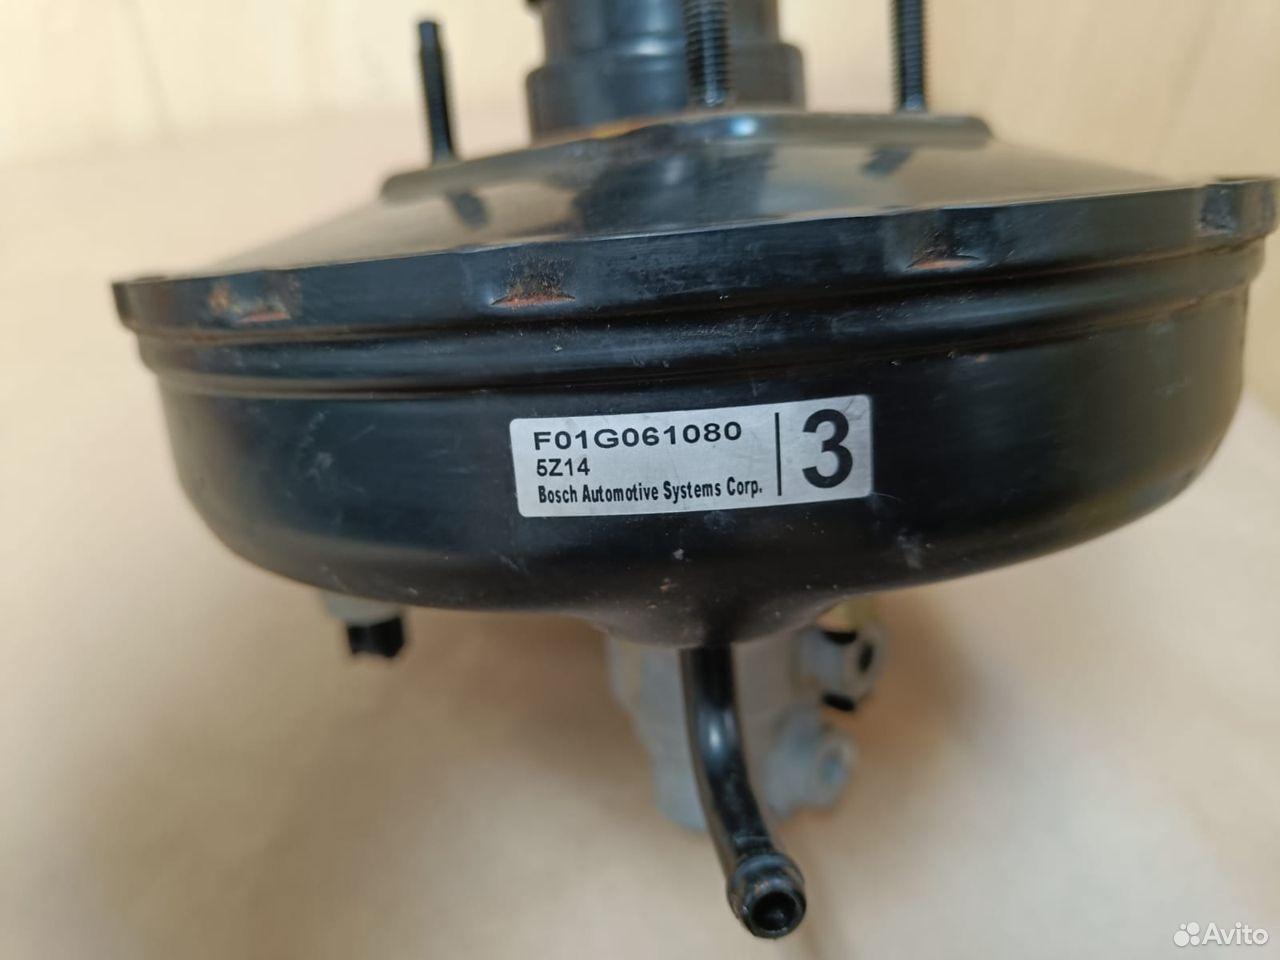 F01G061080
5Z14
Bosch Automotive Systems Corp.
3
Avito